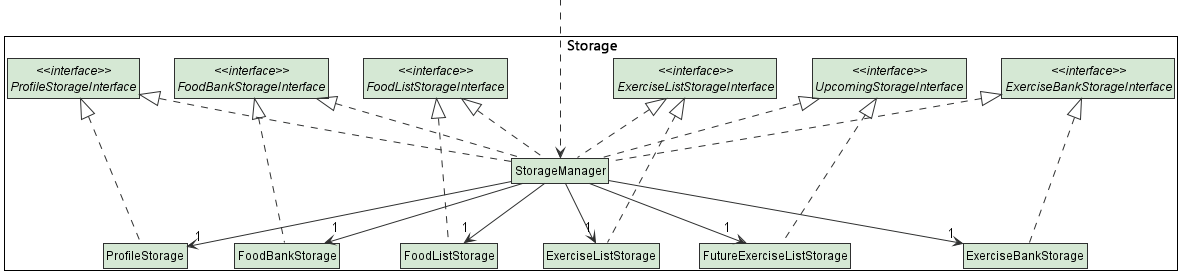 Storage
<<interface>>
ProfileStorageInterface
<<interface>>
FoodBankStorageInterface
<<interface>>
FoodListStorageInterface
<<interface>>
ExerciseListStorageInterface
<<interface>>
UpcomingStorageInterface
<<interface>>
ExerciseBankStorageInterface
StorageManager
1
1
1
1
1
1
ProfileStorage
FoodBankStorage
FoodListStorage
ExerciseListStorage
FutureExerciseListStorage
ExerciseBankStorage